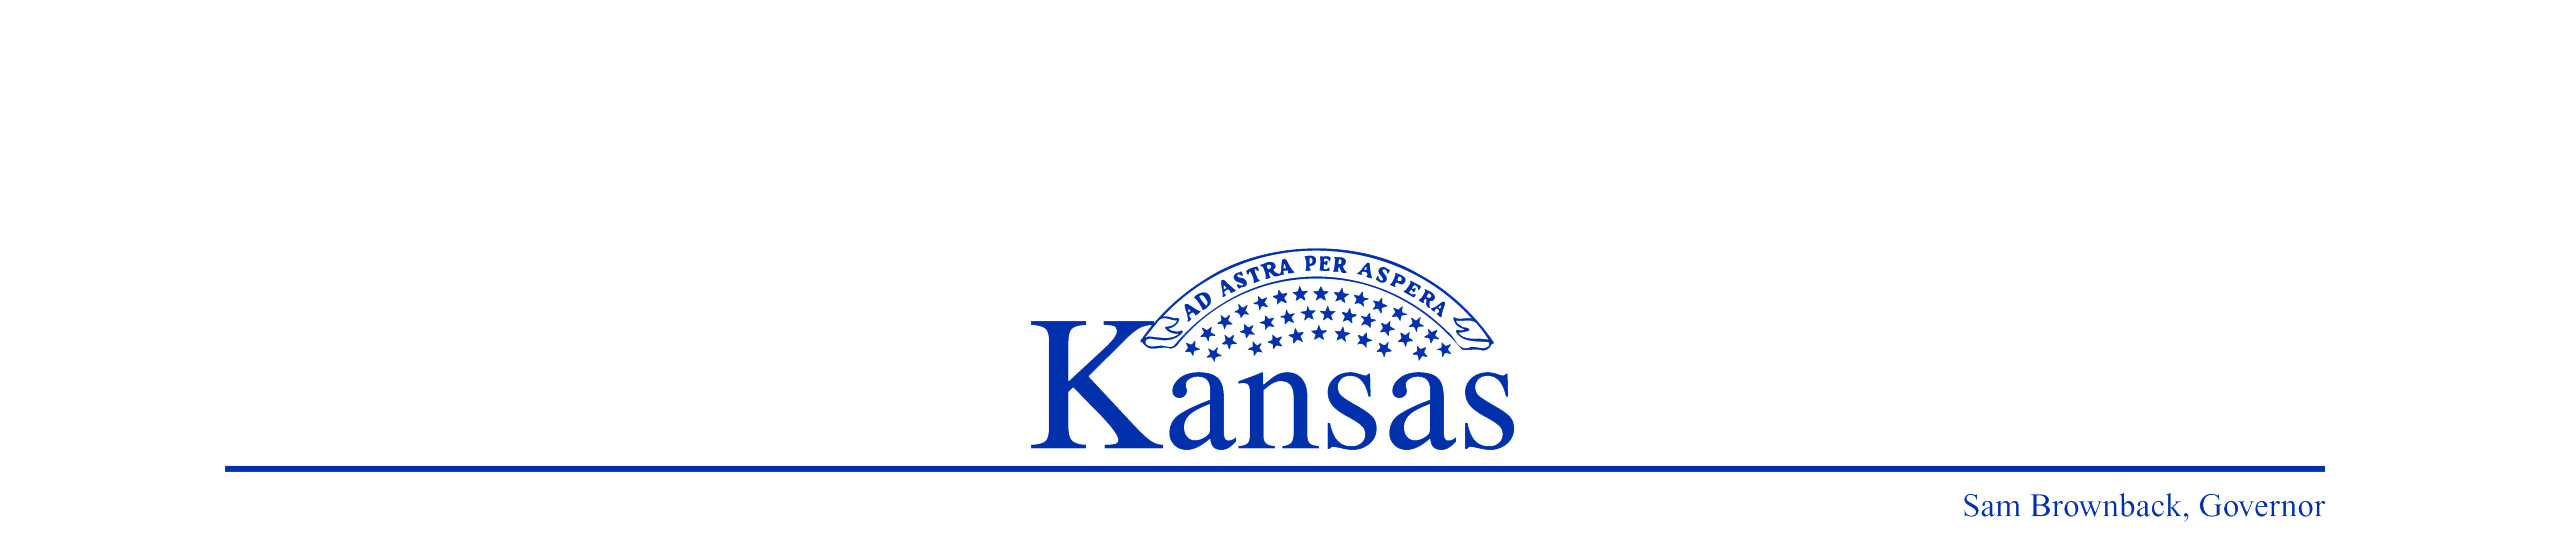 AD ASTRA PER ASPERA
Kansas
Sam Brownback, Governor